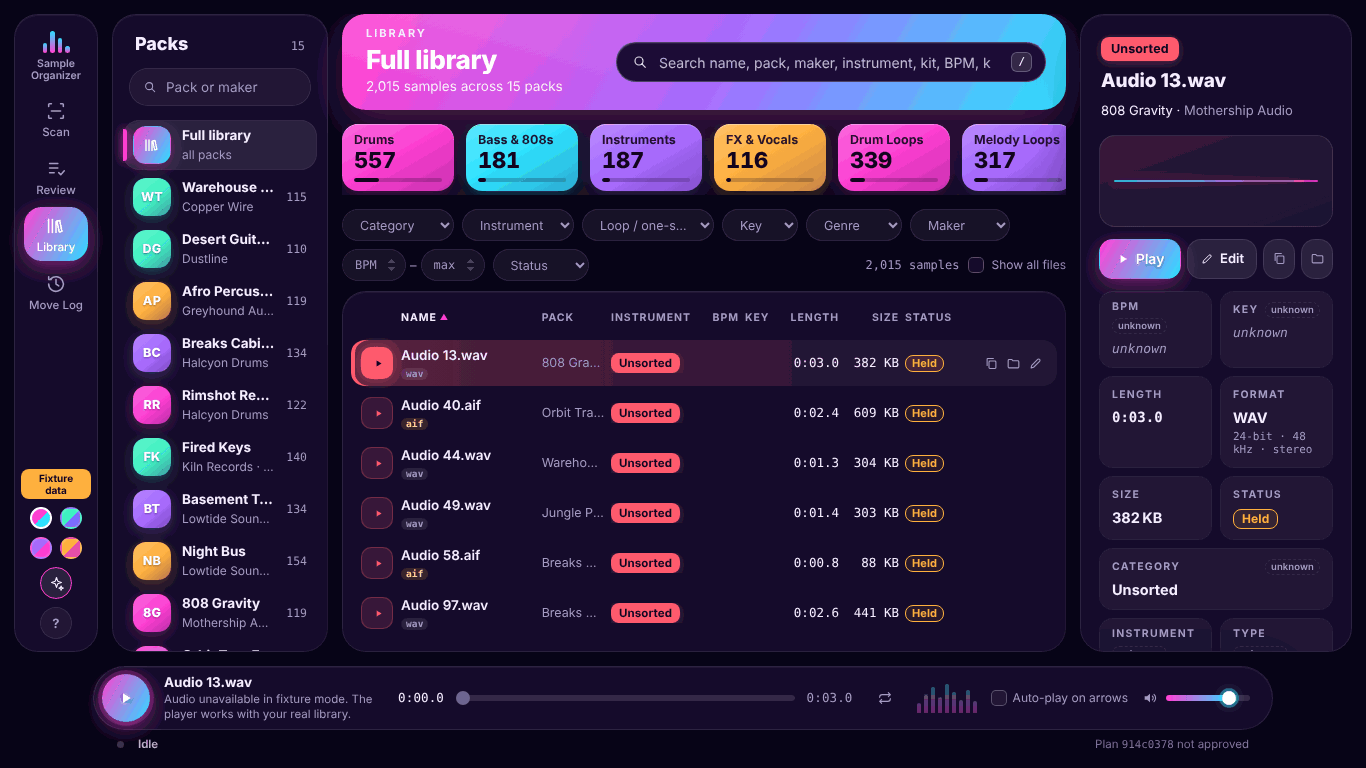 Sample
Organizer
Scan
Review
Library
Move Log
Fixture
data
?
Packs
15
Pack or maker
Full library
all packs
WT
Warehouse ...
Copper Wire
115
DG
Desert Guit...
Dustline
110
AP
Afro Percus...
Greyhound Au...
119
BC
Breaks Cabi...
Halcyon Drums
134
RR
Rimshot Re...
Halcyon Drums
122
FK
Fired Keys
Kiln Records · ...
140
BT
Basement T...
Lowtide Soun...
134
NB
Night Bus
Lowtide Soun...
154
8G
808 Gravity
Mothership A...
119
LIBRARY
Full library
2,015 samples across 15 packs
Search name, pack, maker, instrument, kit, BPM, k
/
Drums
557
Bass & 808s
181
Instruments
187
FX & Vocals
116
Drum Loops
339
Melody Loops
317
Category
Instrument
Loop / one-s...
Key
Genre
Maker
BPM
–
max
Status
2,015 samples
Show all files
NAME PACK INSTRUMENT BPM KEY LENGTH SIZE STATUS
Audio 13.wav
wav
808 Gra... Unsorted 0:03.0 382 KB Held
Audio 40.aif
aif
Orbit Tra... Unsorted 0:02.4 609 KB Held
Audio 44.wav
wav
Wareho... Unsorted 0:01.3 304 KB Held
Audio 49.wav
wav
Jungle P... Unsorted 0:01.4 303 KB Held
Audio 58.aif
aif
Breaks ... Unsorted 0:00.8 88 KB Held
Audio 97.wav
wav
Breaks ... Unsorted 0:02.6 441 KB Held
Unsorted
Audio 13.wav
808 Gravity · Mothership Audio
Play
Edit
BPM
unknown
unknown
KEY unknown
unknown
LENGTH
0:03.0
FORMAT
WAV
24-bit · 48
kHz · stereo
SIZE
382 KB
STATUS
Held
CATEGORY unknown
Unsorted
INSTRUMENT
TYPE
Audio 13.wav
Audio unavailable in fixture mode. The
player works with your real library.
0:00.0
0:03.0
Auto-play on arrows
Idle
Plan 914c0378 not approved